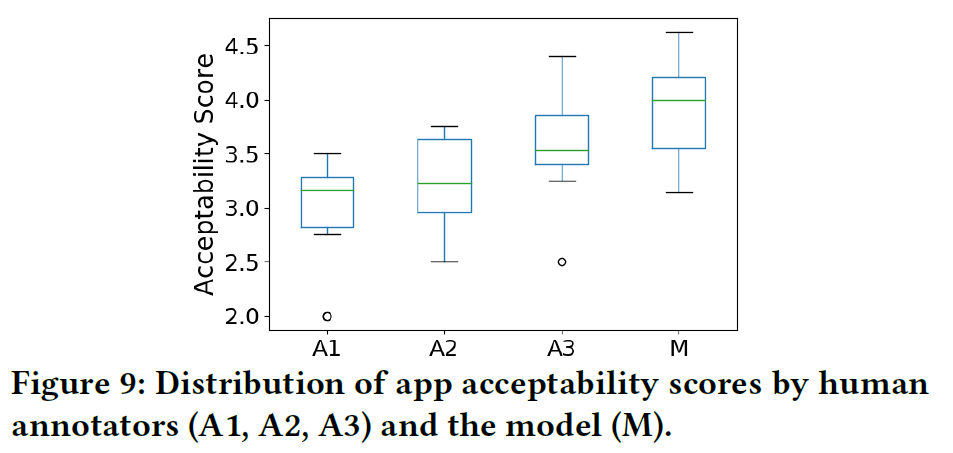 Acceptability Score
4.5
4.0
3.5
3.0
2.5
2.0
A1 A2 A3 M
Figure 9: Distribution of app acceptability scores by human
annotators (A1, A2, A3) and the model (M).